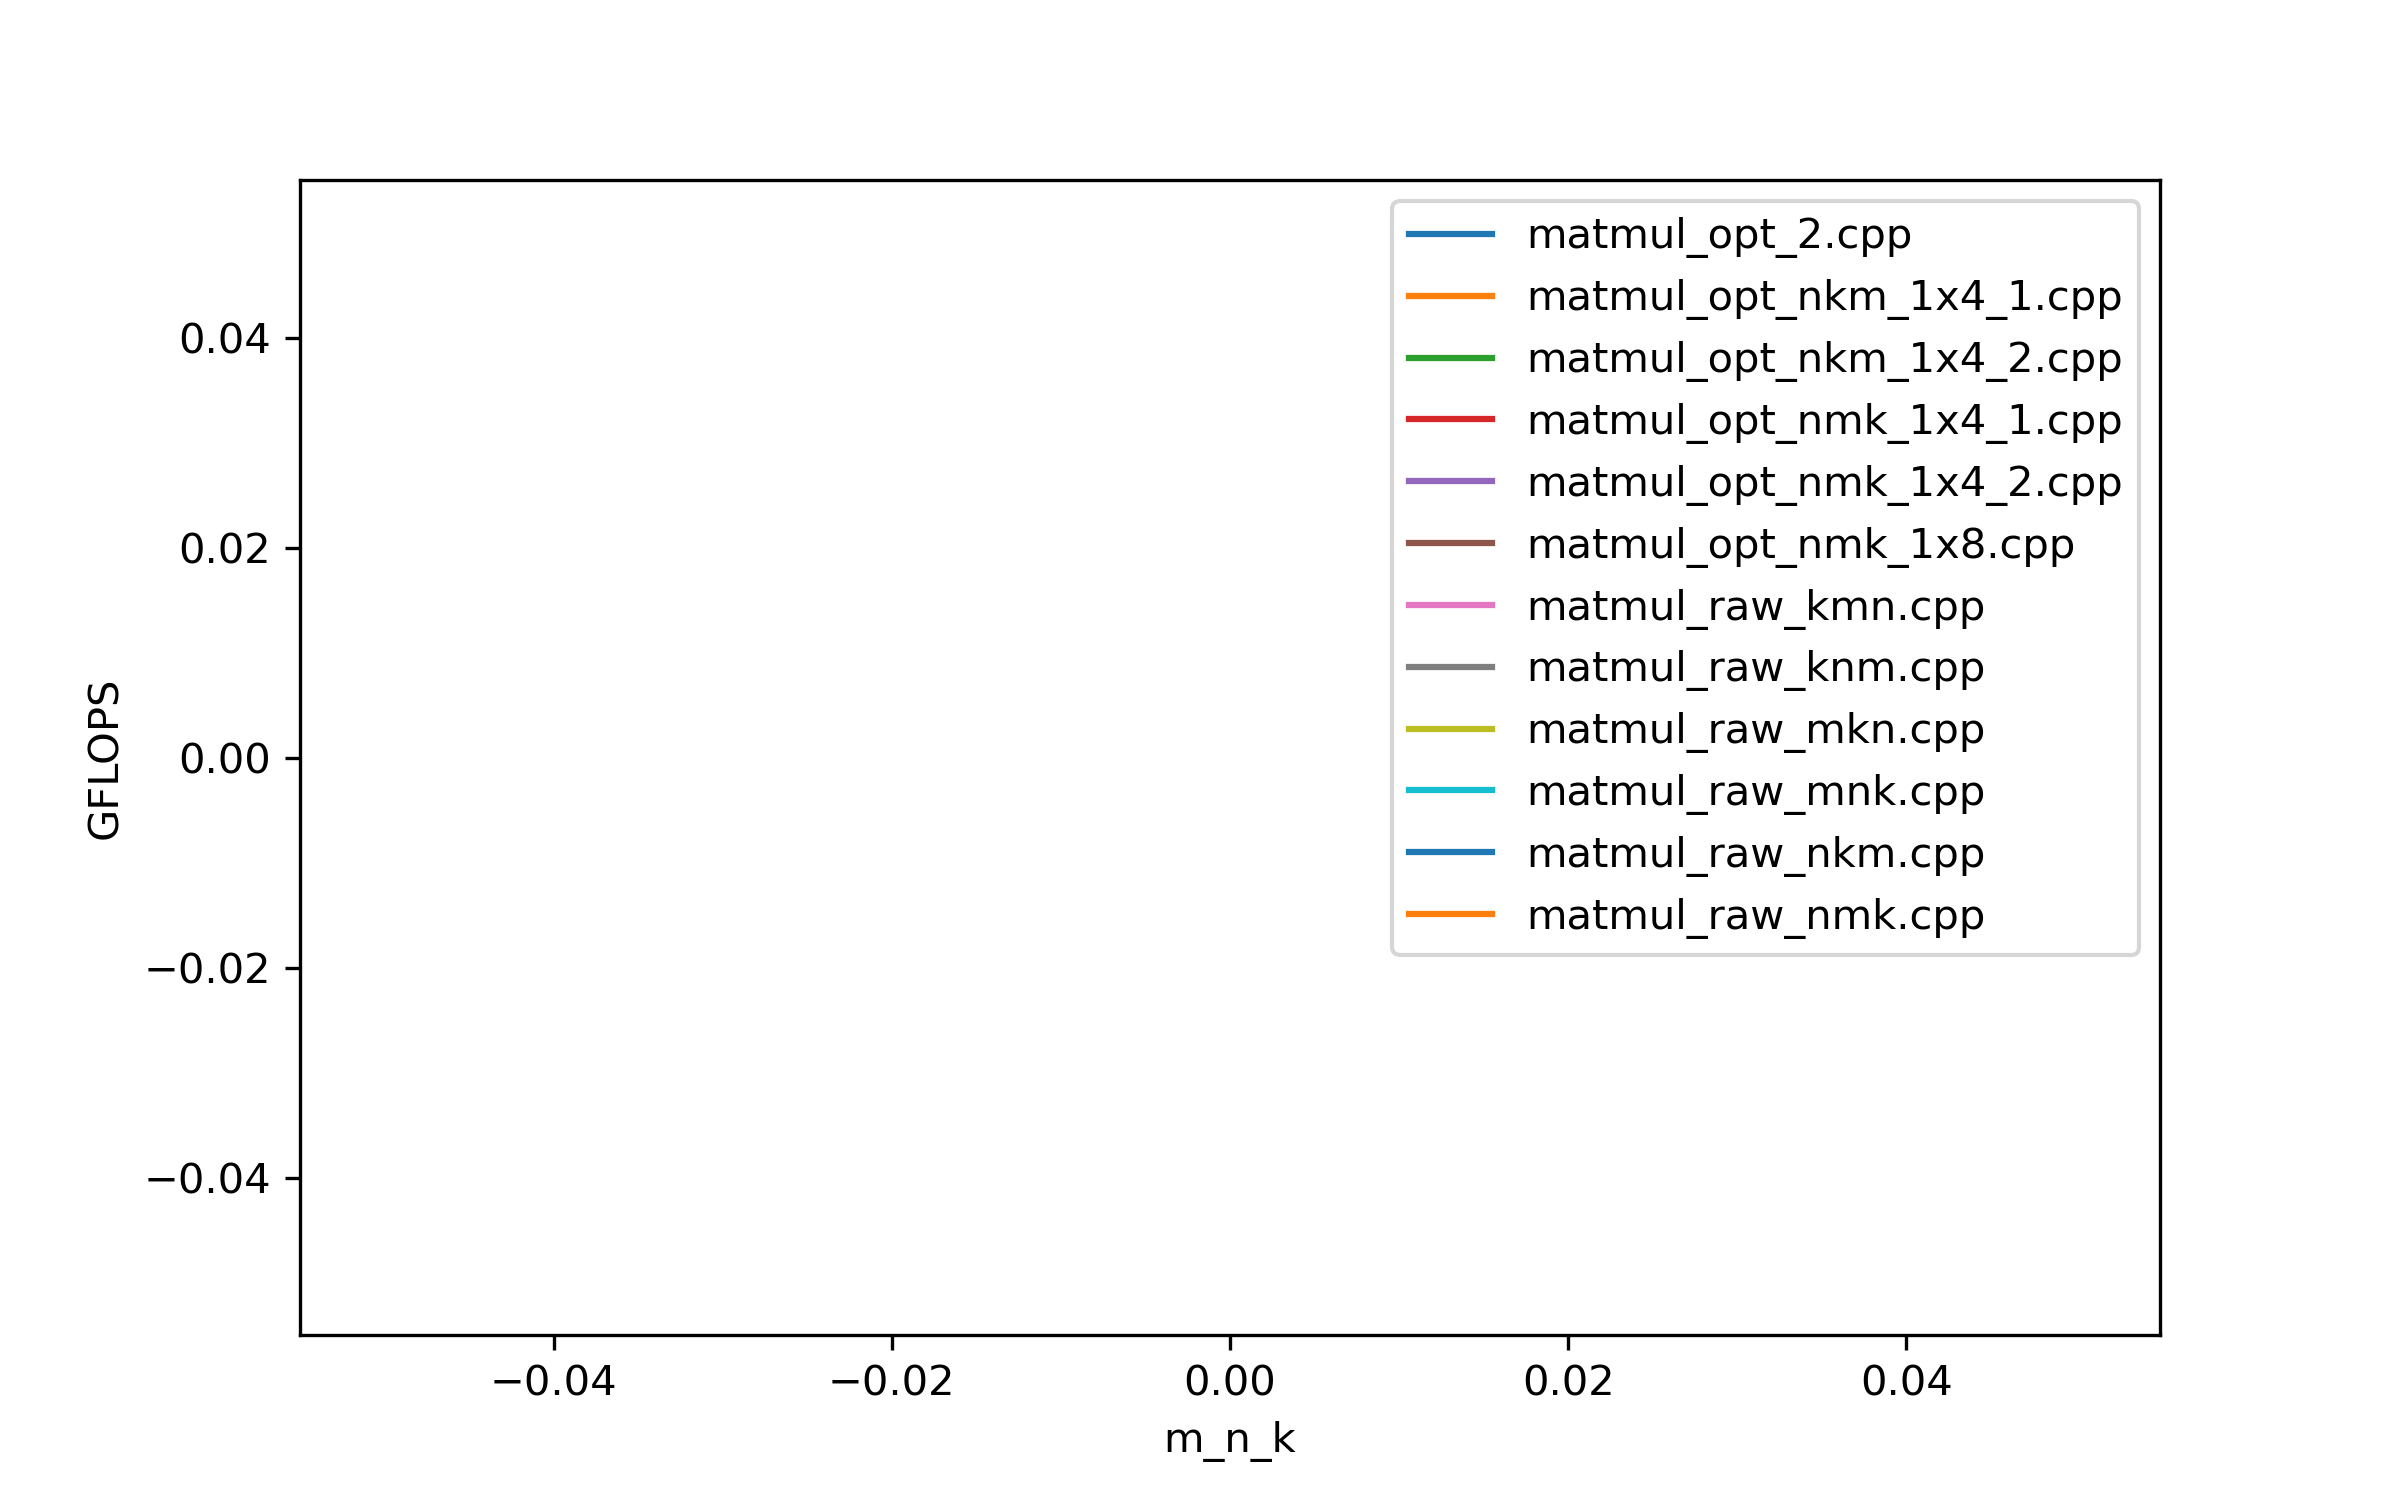 matmul_opt_2.cpp
matmul_opt_nkm_1x4_1.cpp
matmul_opt_nkm_1x4_2.cpp
matmul_opt_nmk_1x4_1.cpp
matmul_opt_nmk_1x4_2.cpp
matmul_opt_nmk_1x8.cpp
matmul_raw_kmn.cpp
matmul_raw_knm.cpp
matmul_raw_mkn.cpp
matmul_raw_mnk.cpp
matmul_raw_nkm.cpp
matmul_raw_nmk.cpp
GFLOPS
0.04
0.02
0.00
−0.02
−0.04
−0.04
−0.02
0.00
0.02
0.04
m_n_k